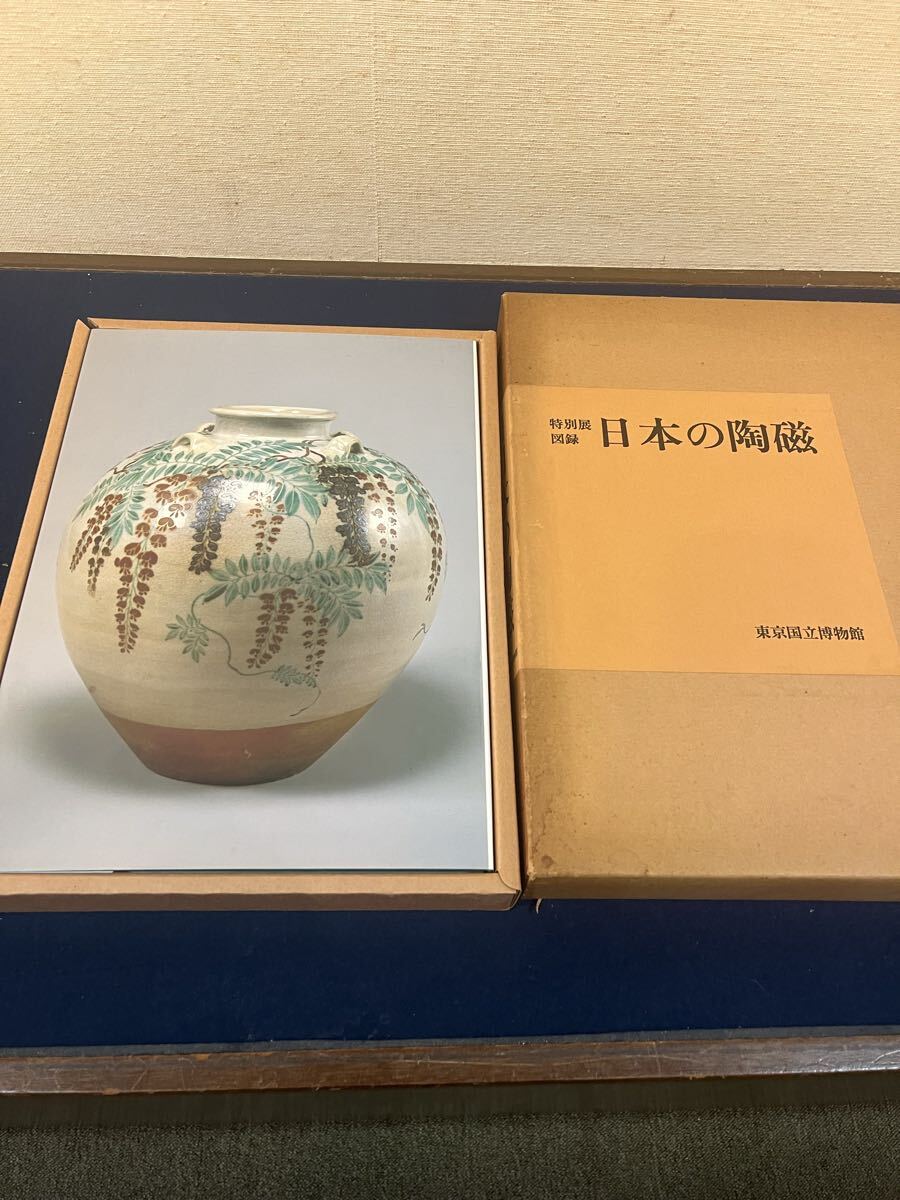 特別展
図録
日本の陶磁
東京国立博物館